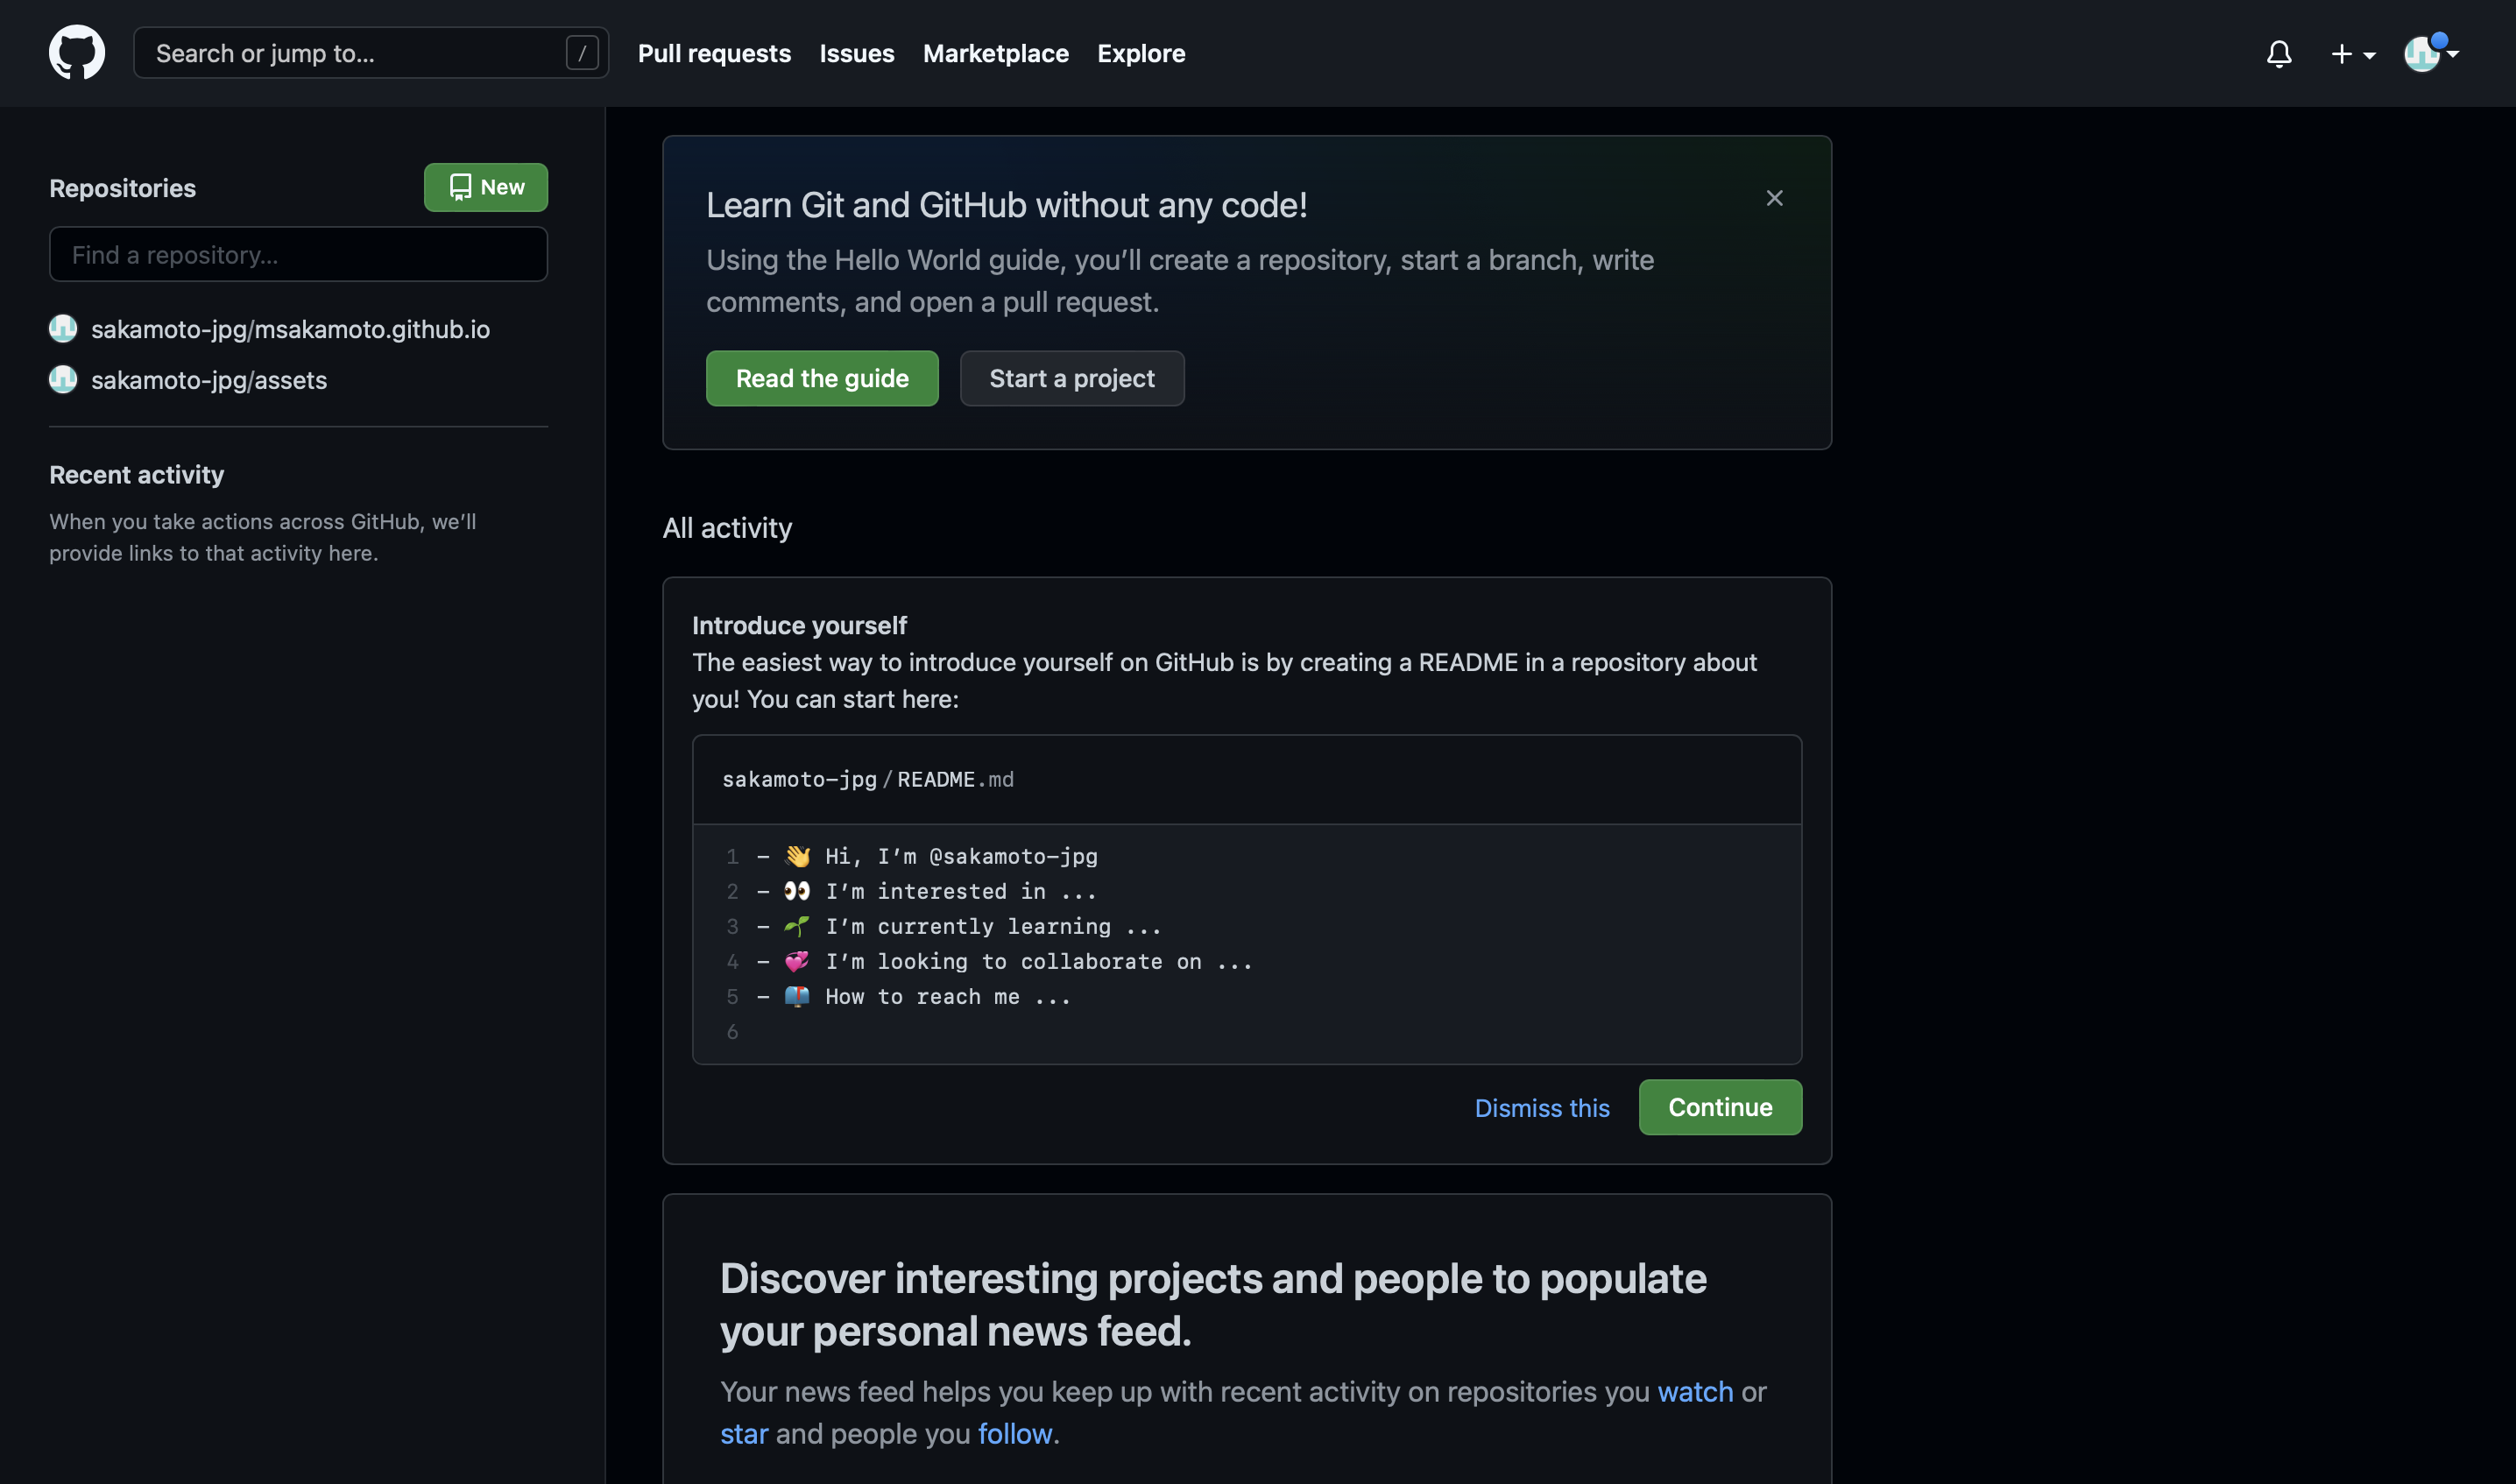 Search or jump to...
/
Pull requests
Issues
Marketplace
Explore
Repositories
New
Find a repository...
sakamoto-jpg/msakamoto.github.io
sakamoto-jpg/assets
Recent activity
When you take actions across GitHub, we’ll
provide links to that activity here.
Learn Git and GitHub without any code!
Using the Hello World guide, you’ll create a repository, start a branch, write
comments, and open a pull request.
Read the guide
Start a project
All activity
Introduce yourself
The easiest way to introduce yourself on GitHub is by creating a README in a repository about
you! You can start here:
sakamoto-jpg / README.md
1 - 👋 Hi, I’m @sakamoto-jpg
2 - 👀 I’m interested in ...
3 - 🌱 I’m currently learning ...
4 - 💞️ I’m looking to collaborate on ...
5 - 📫 How to reach me ...
6
Dismiss this
Continue
Discover interesting projects and people to populate
your personal news feed.
Your news feed helps you keep up with recent activity on repositories you watch or
star and people you follow.